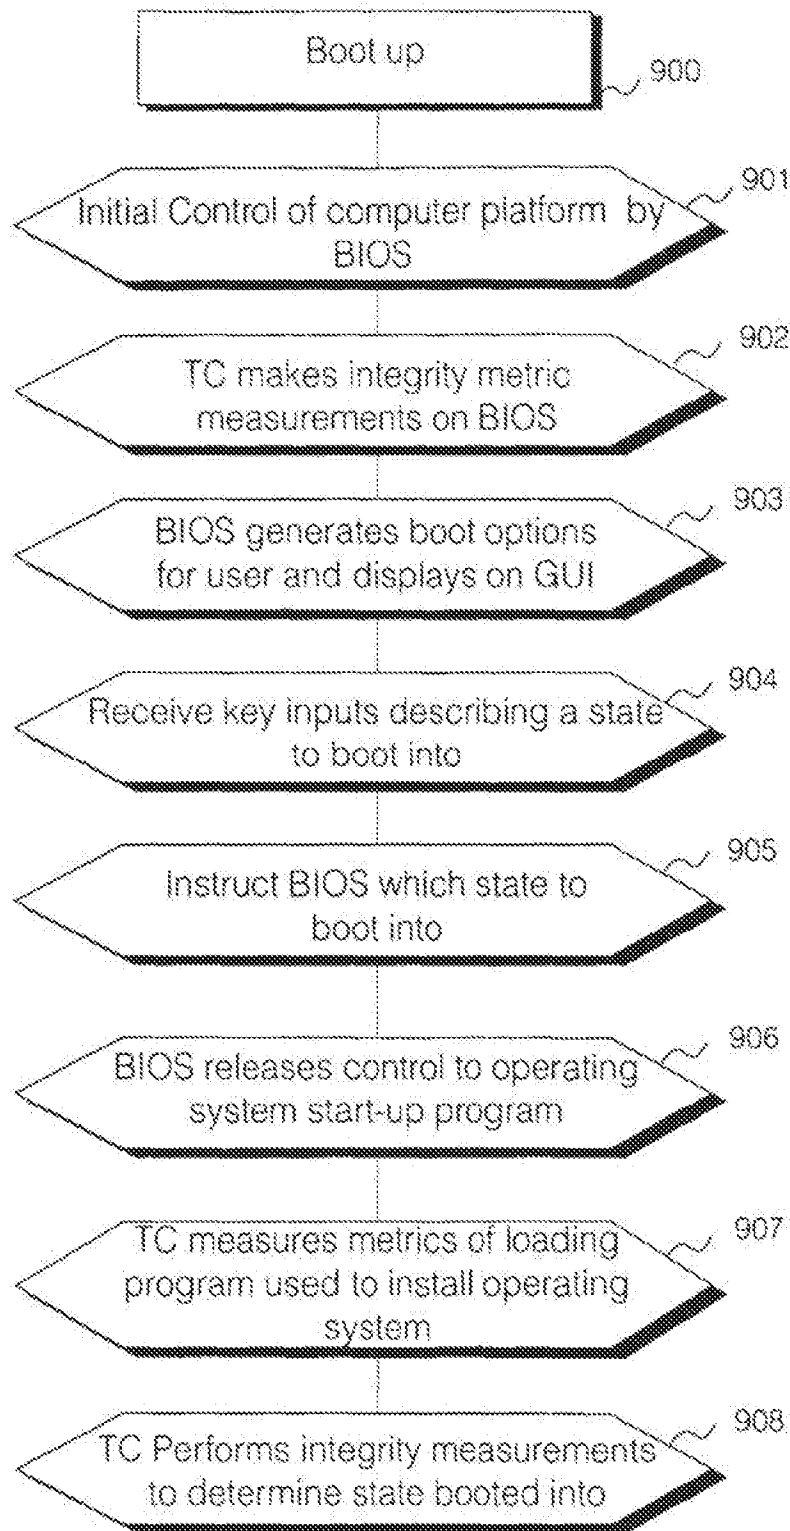 Boot up
900
901
Initial Control of computer platform by
BIOS
902
TC makes integrity metric
measurements on BIOS
903
BIOS generates boot options
for user and displays on GUI
904
Receive key inputs describing a state
to boot into
905
Instruct BIOS which state to
boot into
906
BIOS releases control to operating
system start-up program
907
TC measures metrics of loading
program used to install operating
system
908
TC Performs integrity measurements
to determine state booted into